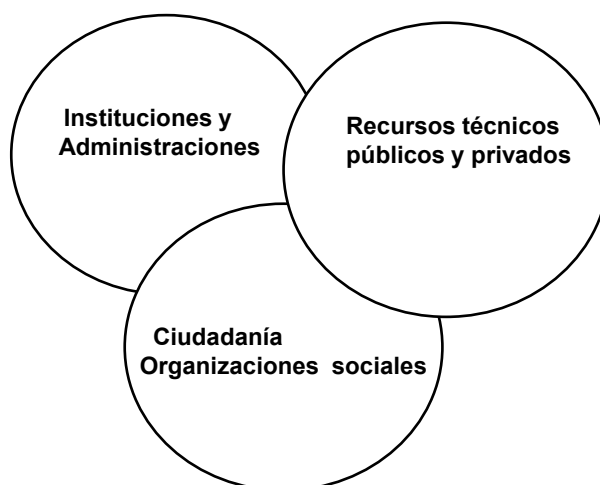 Instituciones y
Administraciones
Recursos técnicos
públicos y privados
Ciudadanía
Organizaciones sociales